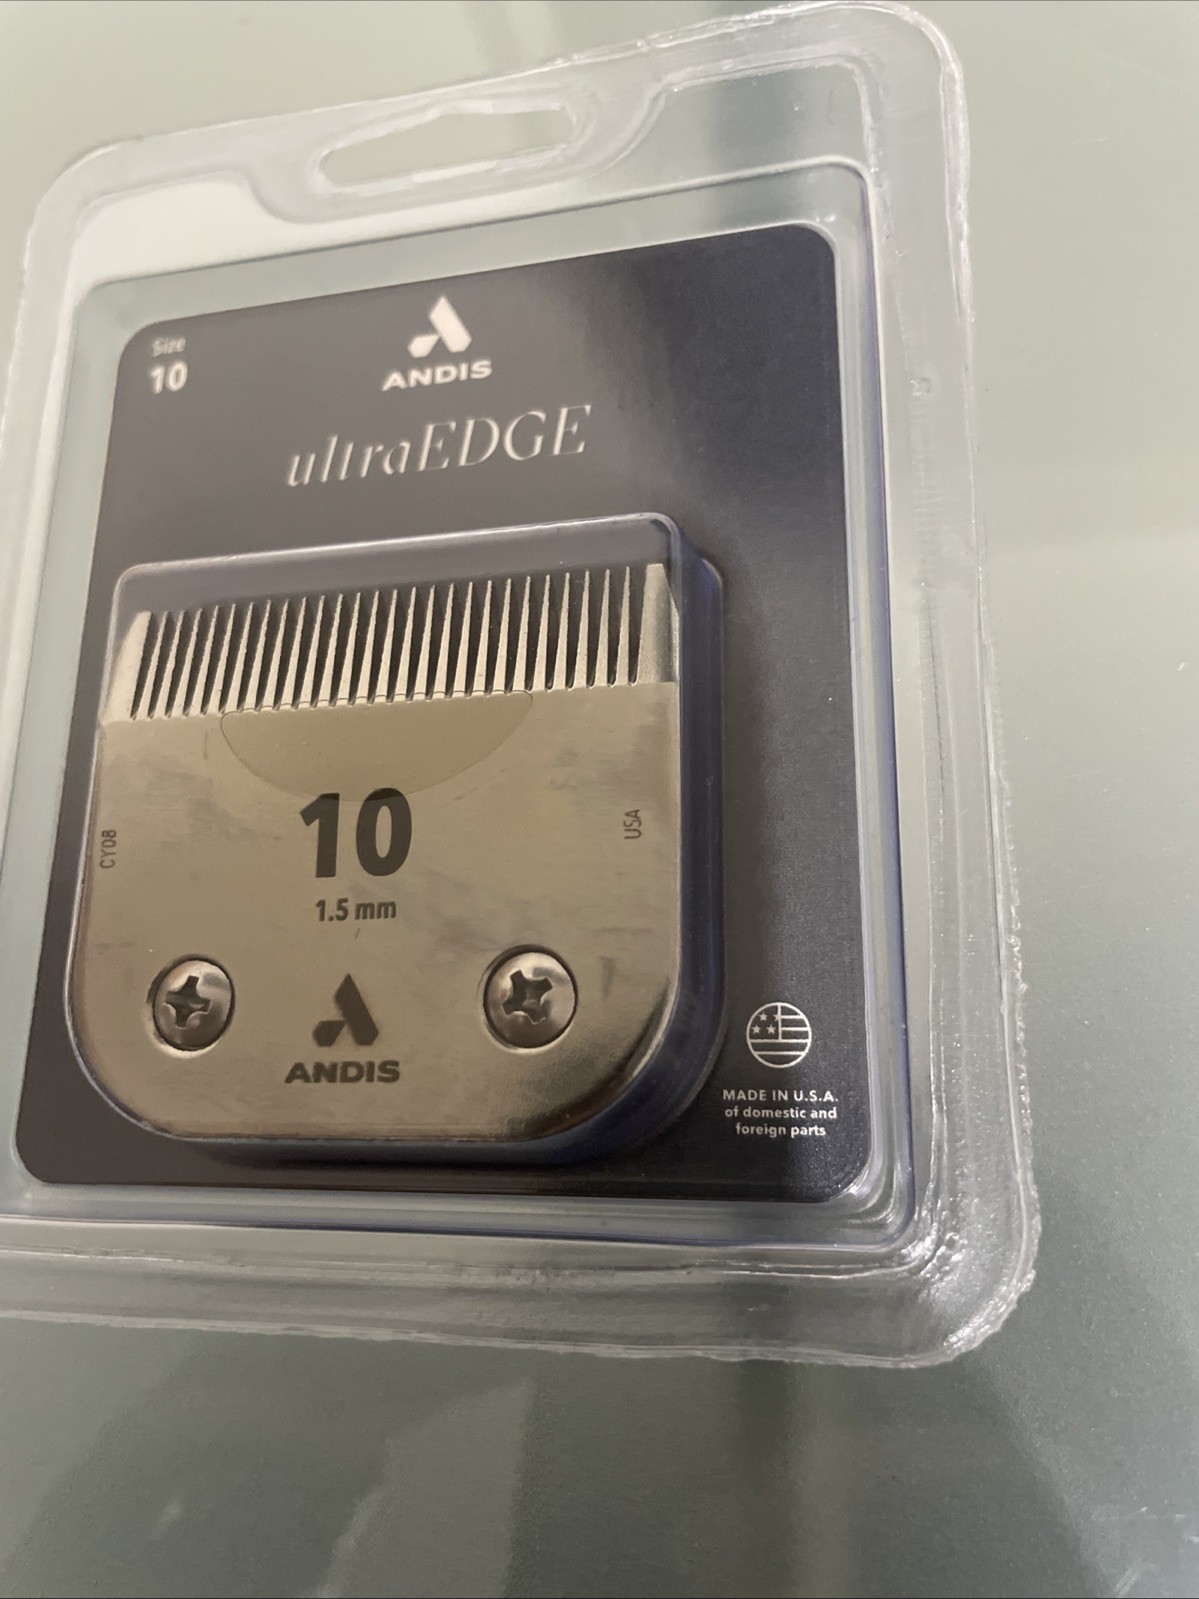 Size
10
ANDIS
ultraEDGE
10
1.5 mm
CY08
USA
ANDIS
MADE IN U.S.A.
of domestic and
foreign parts